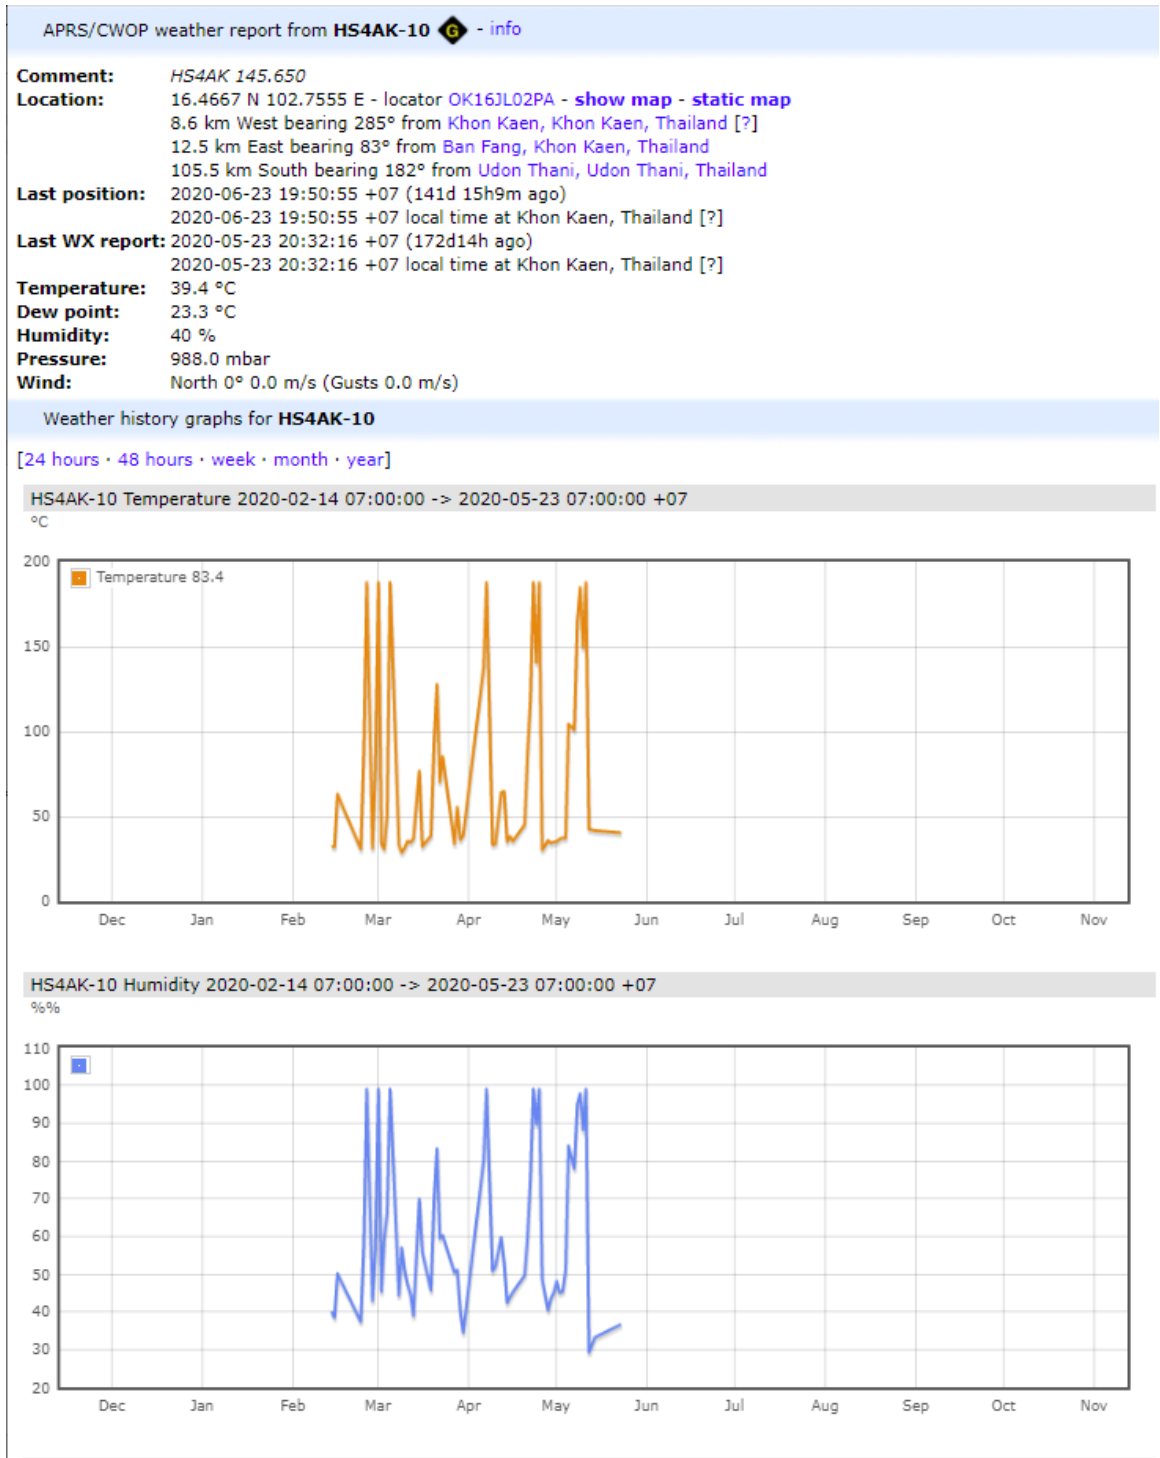 APRS/CWOP weather report from HS4AK-10 G - info
Comment: HS4AK 145.650
Location: 16.4667 N 102.7555 E - locator OK16JL02PA - show map - static map
8.6 km West bearing 285° from Khon Kaen, Khon Kaen, Thailand [?]
12.5 km East bearing 83° from Ban Fang, Khon Kaen, Thailand
105.5 km South bearing 182° from Udon Thani, Udon Thani, Thailand
Last position: 2020-06-23 19:50:55 +07 (141d 15h9m ago)
2020-06-23 19:50:55 +07 local time at Khon Kaen, Thailand [?]
Last WX report: 2020-05-23 20:32:16 +07 (172d14h ago)
2020-05-23 20:32:16 +07 local time at Khon Kaen, Thailand [?]
Temperature: 39.4 °C
Dew point: 23.3 °C
Humidity: 40 %
Pressure: 988.0 mbar
Wind: North 0° 0.0 m/s (Gusts 0.0 m/s)
Weather history graphs for HS4AK-10
[24 hours · 48 hours · week · month · year]
HS4AK-10 Temperature 2020-02-14 07:00:00 -> 2020-05-23 07:00:00 +07
°C
200
Temperature 83.4
150
100
50
0
Dec Jan Feb Mar Apr May Jun Jul Aug Sep Oct Nov
HS4AK-10 Humidity 2020-02-14 07:00:00 -> 2020-05-23 07:00:00 +07
%%
110
100
90
80
70
60
50
40
30
20
Dec Jan Feb Mar Apr May Jun Jul Aug Sep Oct Nov